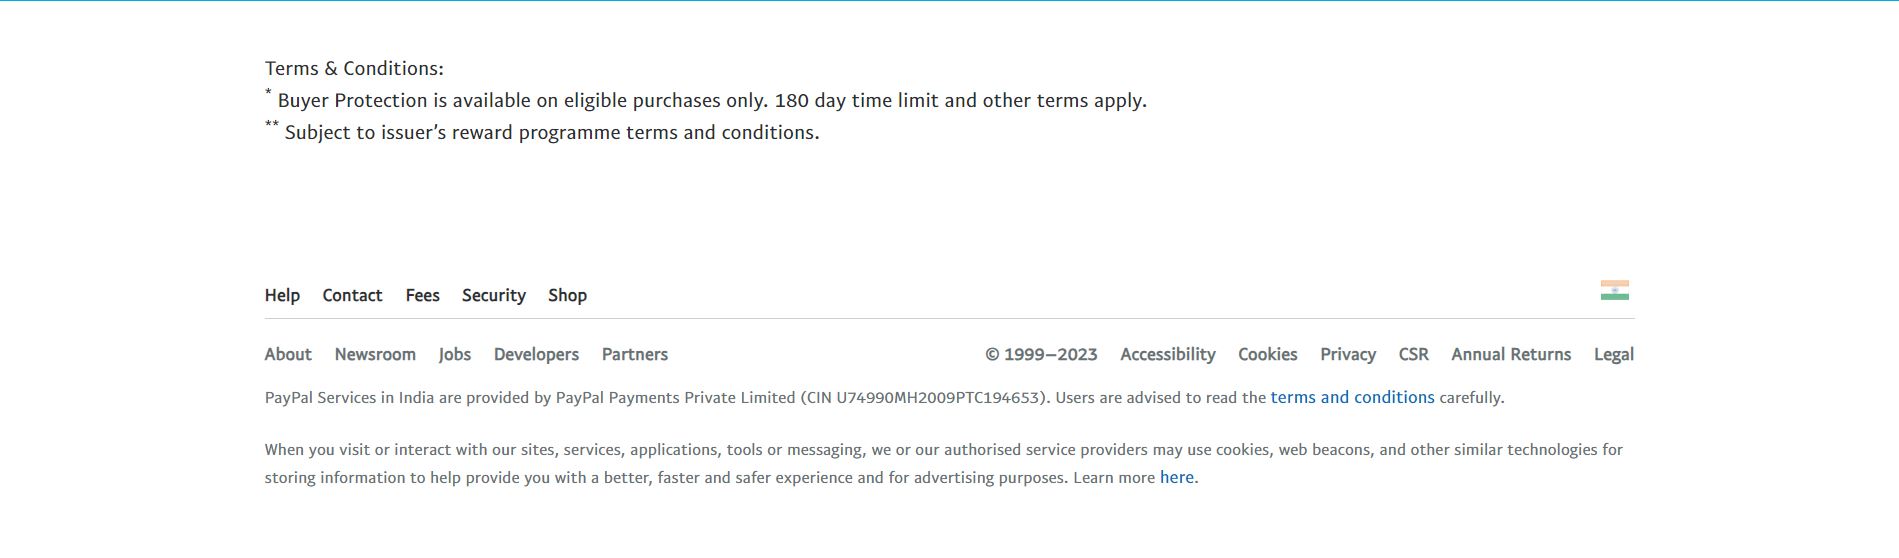 Terms & Conditions:
* Buyer Protection is available on eligible purchases only. 180 day time limit and other terms apply.
** Subject to issuer’s reward programme terms and conditions.
Help Contact Fees Security Shop
About Newsroom Jobs Developers Partners © 1999–2023 Accessibility Cookies Privacy CSR Annual Returns Legal
PayPal Services in India are provided by PayPal Payments Private Limited (CIN U74990MH2009PTC194653). Users are advised to read the terms and conditions carefully.
When you visit or interact with our sites, services, applications, tools or messaging, we or our authorised service providers may use cookies, web beacons, and other similar technologies for
storing information to help provide you with a better, faster and safer experience and for advertising purposes. Learn more here.